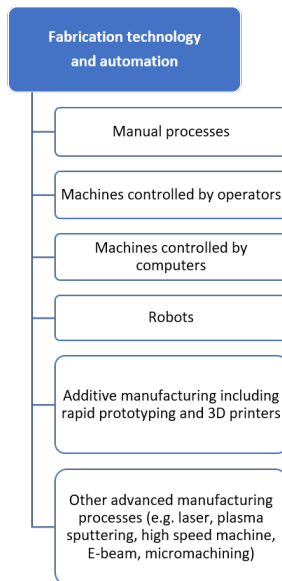 Fabrication technology
and automation
Manual processes
Machines controlled by operators
Machines controlled by
computers
Robots
Additive manufacturing including
rapid prototyping and 3D printers
Other advanced manufacturing
processes (e.g. laser, plasma
sputtering, high speed machine,
E-beam, micromachining)